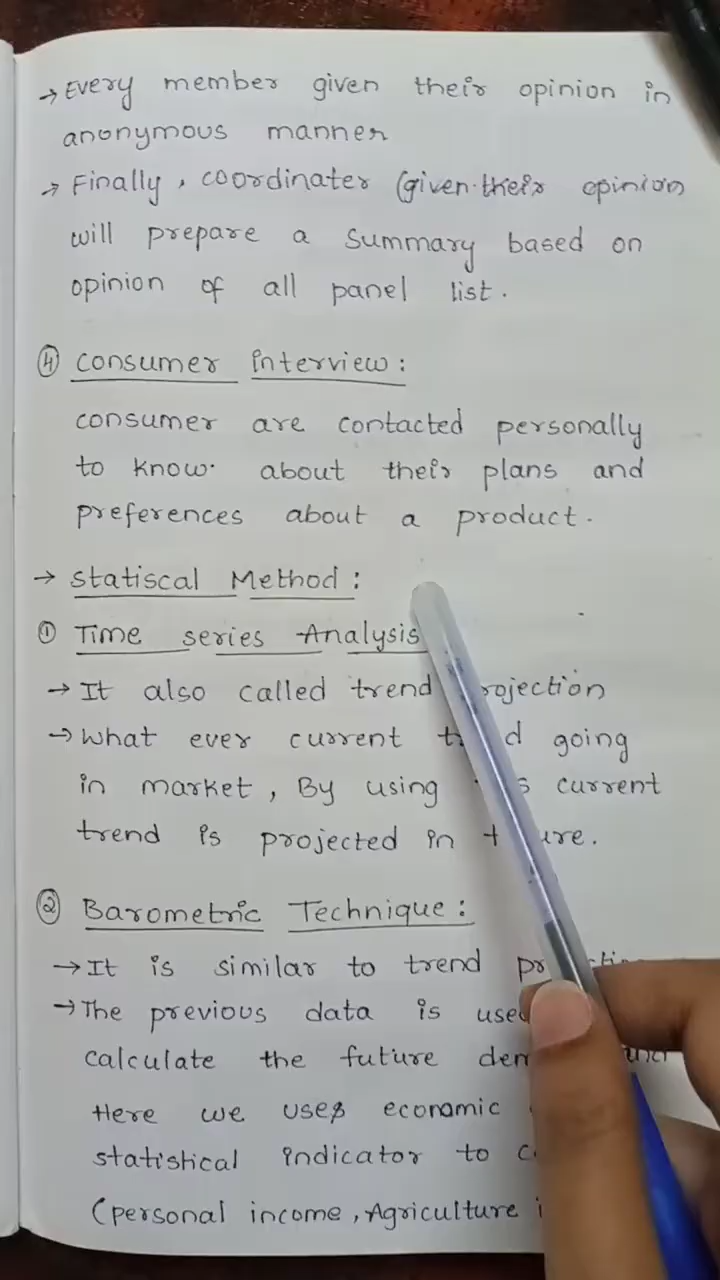 → Every member given their opinion in
anonymous manner
→ Finally, coordinater (given their opinion
will prepare a summary based on
opinion of all panel list.
④ consumer interview:
consumer are contacted personally
to know about their plans and
preferences about a product.
→ statiscal Method:
① Time series Analysis
→ It also called trend
→ What ever current going
in market, By using current
trend is projected in
② Barometric Technique:
→ It is similar to trend
→ The previous data is
calculate the future
Here we uses economic
statistical indicator to
(personal income, Agriculture